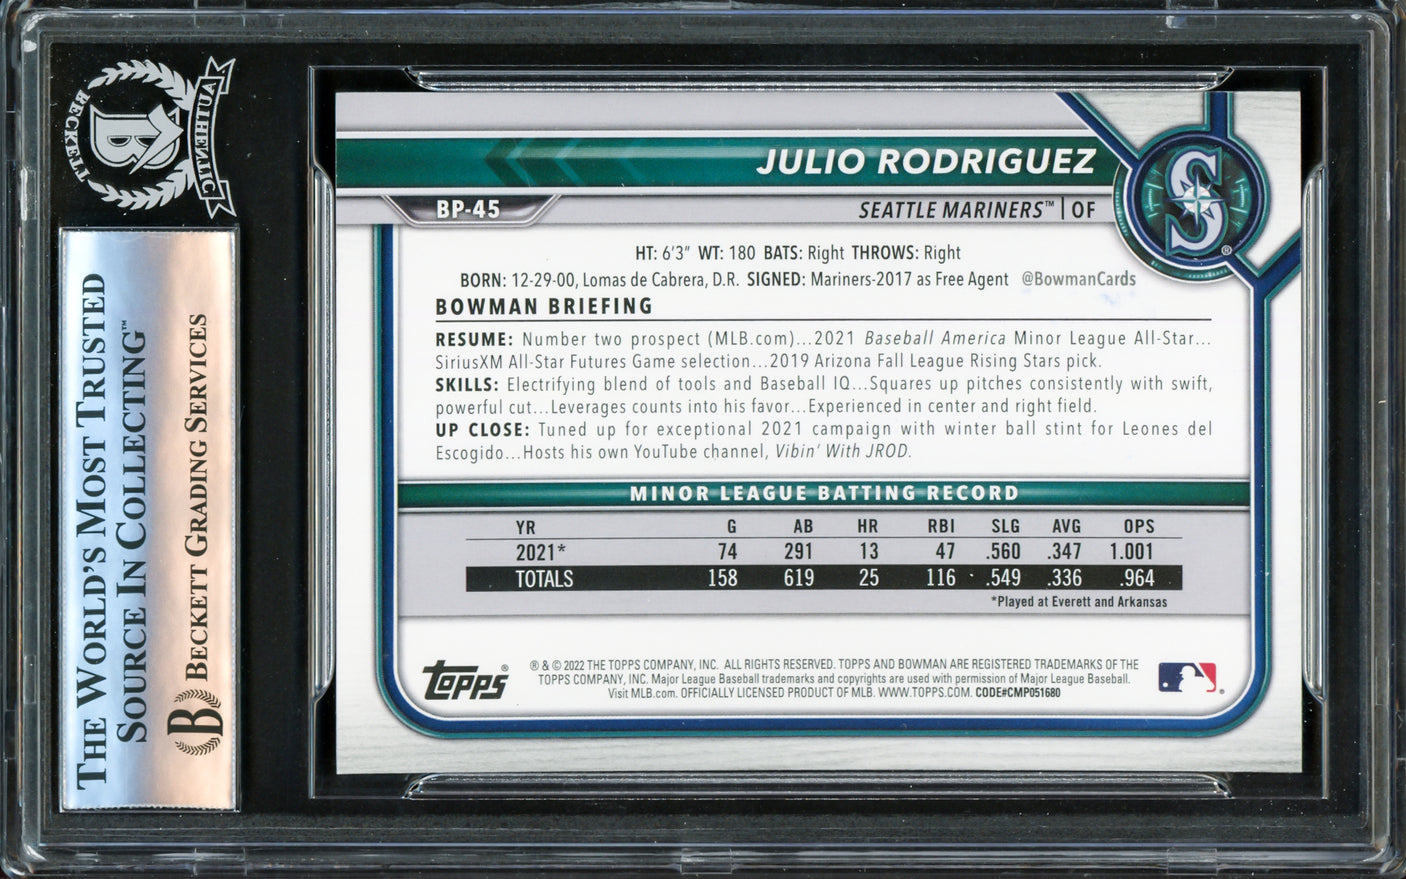 BECKETT
AUTHENTIC
B
THE WORLD'S MOST TRUSTED
SOURCE IN COLLECTING™
B BECKETT GRADING SERVICES
JULIO RODRIGUEZ
BP-45
SEATTLE MARINERS™ | OF
S ®
HT: 6'3" WT: 180 BATS: Right THROWS: Right
BORN: 12-29-00, Lomas de Cabrera, D.R. SIGNED: Mariners-2017 as Free Agent @BowmanCards
BOWMAN BRIEFING
RESUME: Number two prospect (MLB.com)...2021 Baseball America Minor League All-Star...
SiriusXM All-Star Futures Game selection...2019 Arizona Fall League Rising Stars pick.
SKILLS: Electrifying blend of tools and Baseball IQ...Squares up pitches consistently with swift,
powerful cut...Leverages counts into his favor...Experienced in center and right field.
UP CLOSE: Tuned up for exceptional 2021 campaign with winter ball stint for Leones del
Escogido...Hosts his own YouTube channel, Vibin' With JROD.
MINOR LEAGUE BATTING RECORD
YR G AB HR RBI SLG AVG OPS
2021* 74 291 13 47 .560 .347 1.001
TOTALS 158 619 25 116 .549 .336 .964
*Played at Everett and Arkansas
TOPPS®
® & © 2022 THE TOPPS COMPANY, INC. ALL RIGHTS RESERVED. TOPPS AND BOWMAN ARE REGISTERED TRADEMARKS OF THE
TOPPS COMPANY, INC. Major League Baseball trademarks and copyrights are used with permission of Major League Baseball.
Visit MLB.com. OFFICIALLY LICENSED PRODUCT OF MLB. WWW.TOPPS.COM. CODE#CMP051680
®